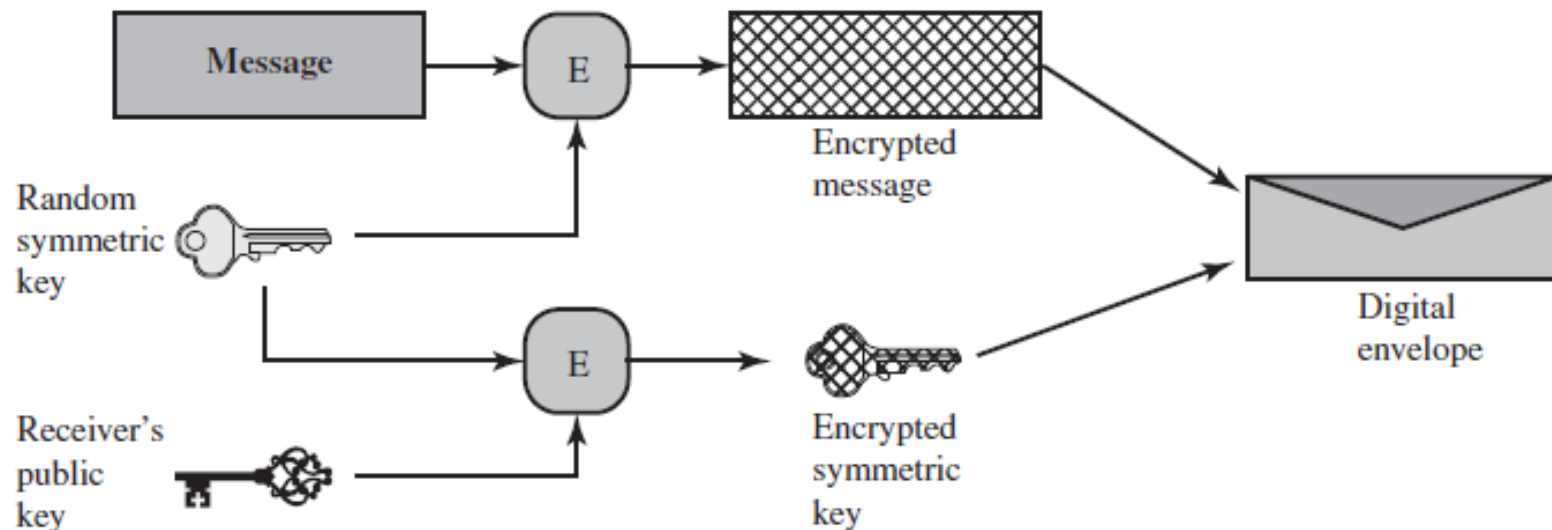 Message
E
Encrypted
message
Random
symmetric
key
Digital
envelope
E
Encrypted
symmetric
key
Receiver’s
public
key